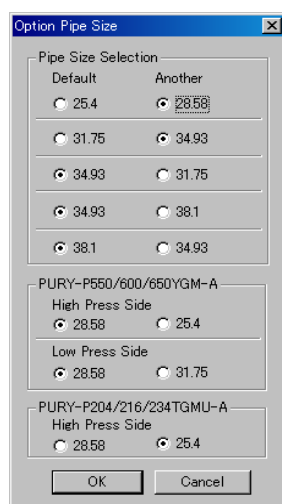 Option Pipe Size
Pipe Size Selection
Default Another
25.4 28.58
31.75 34.93
34.93 31.75
34.93 38.1
38.1 34.93
PURY-P550/600/650YGM-A
High Press Side
28.58 25.4
Low Press Side
28.58 31.75
PURY-P204/216/234TGMU-A
High Press Side
28.58 25.4
OK Cancel